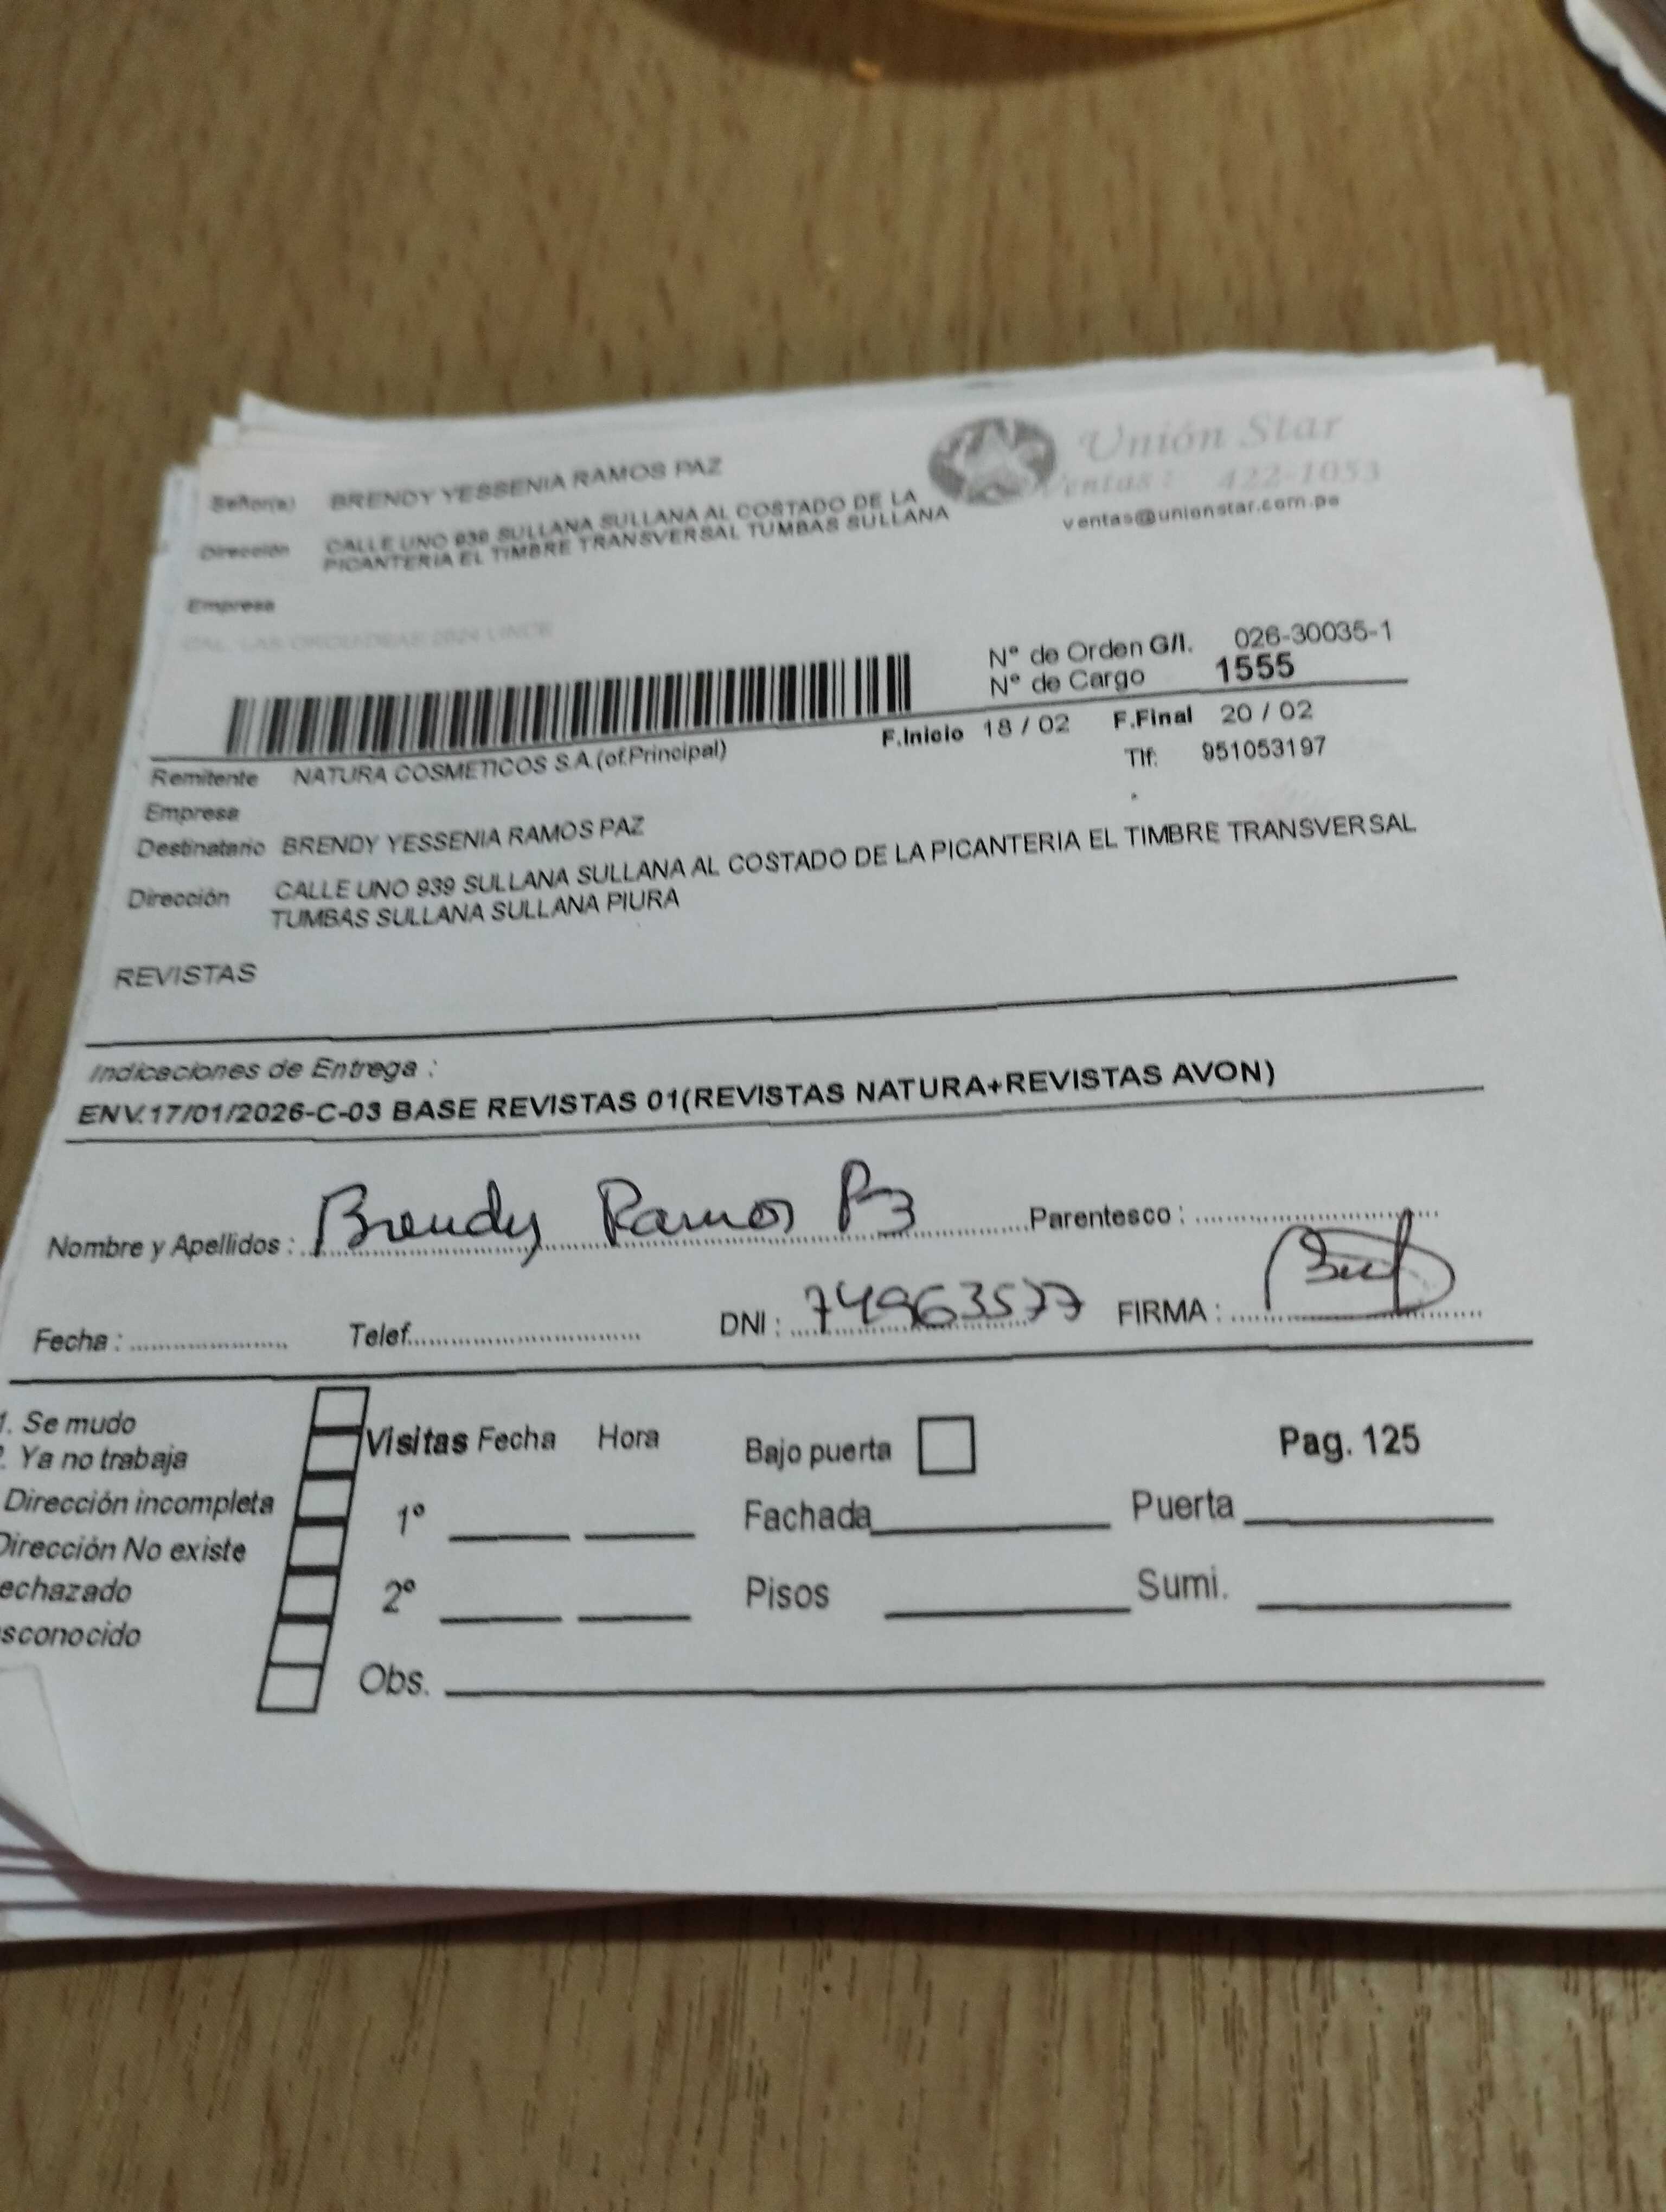 Unión Star
Señor(s) BRENDY YESSENIA RAMOS PAZ
Ventas: 422-1053
ventas@unionstar.com.pe
Dirección CALLE UNO 939 SULLANA SULLANA AL COSTADO DE LA
PICANTERIA EL TIMBRE TRANSVERSAL TUMBAS SULLANA
Empresa
N° de Orden G/I. 026-30035-1
N° de Cargo 1555
F.Inicio 18 / 02 F.Final 20 / 02
Remitente NATURA COSMETICOS S.A.(of.Principal) Tlf: 951053197
Empresa
Destinatario BRENDY YESSENIA RAMOS PAZ
Dirección CALLE UNO 939 SULLANA SULLANA AL COSTADO DE LA PICANTERIA EL TIMBRE TRANSVERSAL
TUMBAS SULLANA SULLANA PIURA
REVISTAS
Indicaciones de Entrega :
ENV.17/01/2026-C-03 BASE REVISTAS 01(REVISTAS NATURA+REVISTAS AVON)
Nombre y Apellidos : Brendy Ramos Pz Parentesco :
Fecha : Telef. DNI : 74963577 FIRMA :
1. Se mudo
. Ya no trabaja
Dirección incompleta
Dirección No existe
echazado
sconocido
Visitas Fecha Hora Bajo puerta Pag. 125
1° Fachada Puerta
2° Pisos Sumi.
Obs.